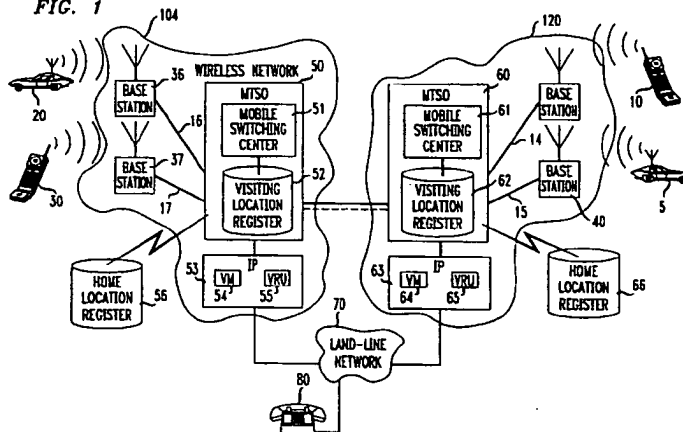 FIG. 1
104
120
20
30
BASE STATION
36
BASE STATION
37
16
17
WIRELESS NETWORK
50
MTSO
51
MOBILE SWITCHING CENTER
52
VISITING LOCATION REGISTER
53
IP
VM
54
VRU
55
HOME LOCATION REGISTER
56
60
MTSO
61
MOBILE SWITCHING CENTER
62
VISITING LOCATION REGISTER
63
IP
VM
64
VRU
65
14
15
BASE STATION
BASE STATION
40
10
5
HOME LOCATION REGISTER
66
70
LAND-LINE NETWORK
80